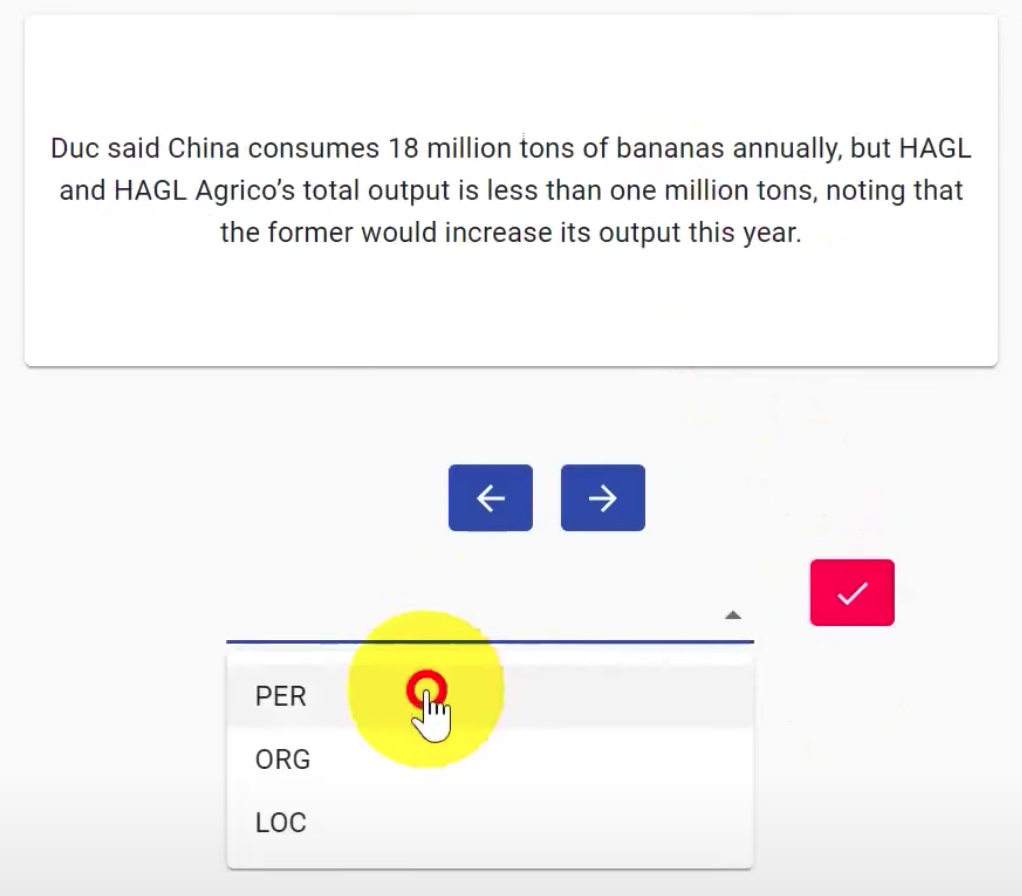 Duc said China consumes 18 million tons of bananas annually, but HAGL
and HAGL Agrico’s total output is less than one million tons, noting that
the former would increase its output this year.
PER
ORG
LOC